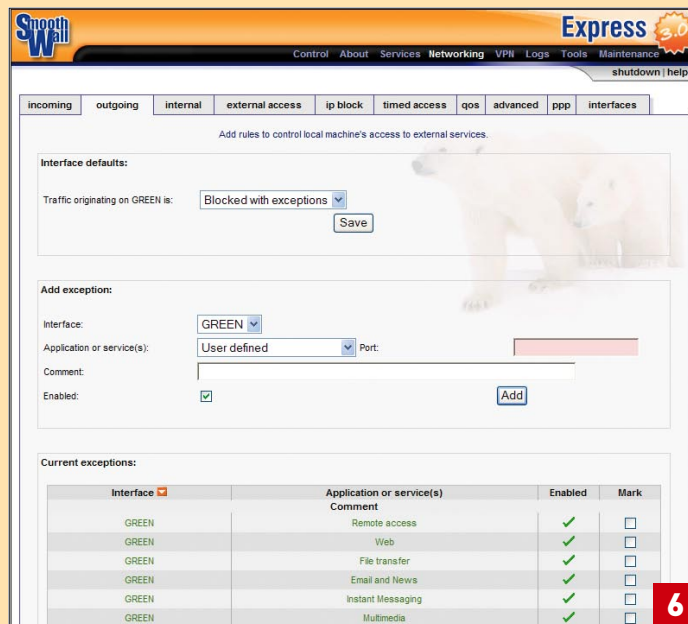 Smooth
Wall
Express 3.0
Control About Services Networking VPN Logs Tools Maintenance
shutdown | help
incoming outgoing internal external access ip block timed access qos advanced ppp interfaces
Add rules to control local machine's access to external services.
Interface defaults:
Traffic originating on GREEN is: Blocked with exceptions
Save
Add exception:
Interface: GREEN
Application or service(s): User defined Port:
Comment:
Enabled: Add
Current exceptions:
Interface Application or service(s) Enabled Mark
Comment
GREEN Remote access
GREEN Web
GREEN File transfer
GREEN Email and News
GREEN Instant Messaging
GREEN Multimedia
6